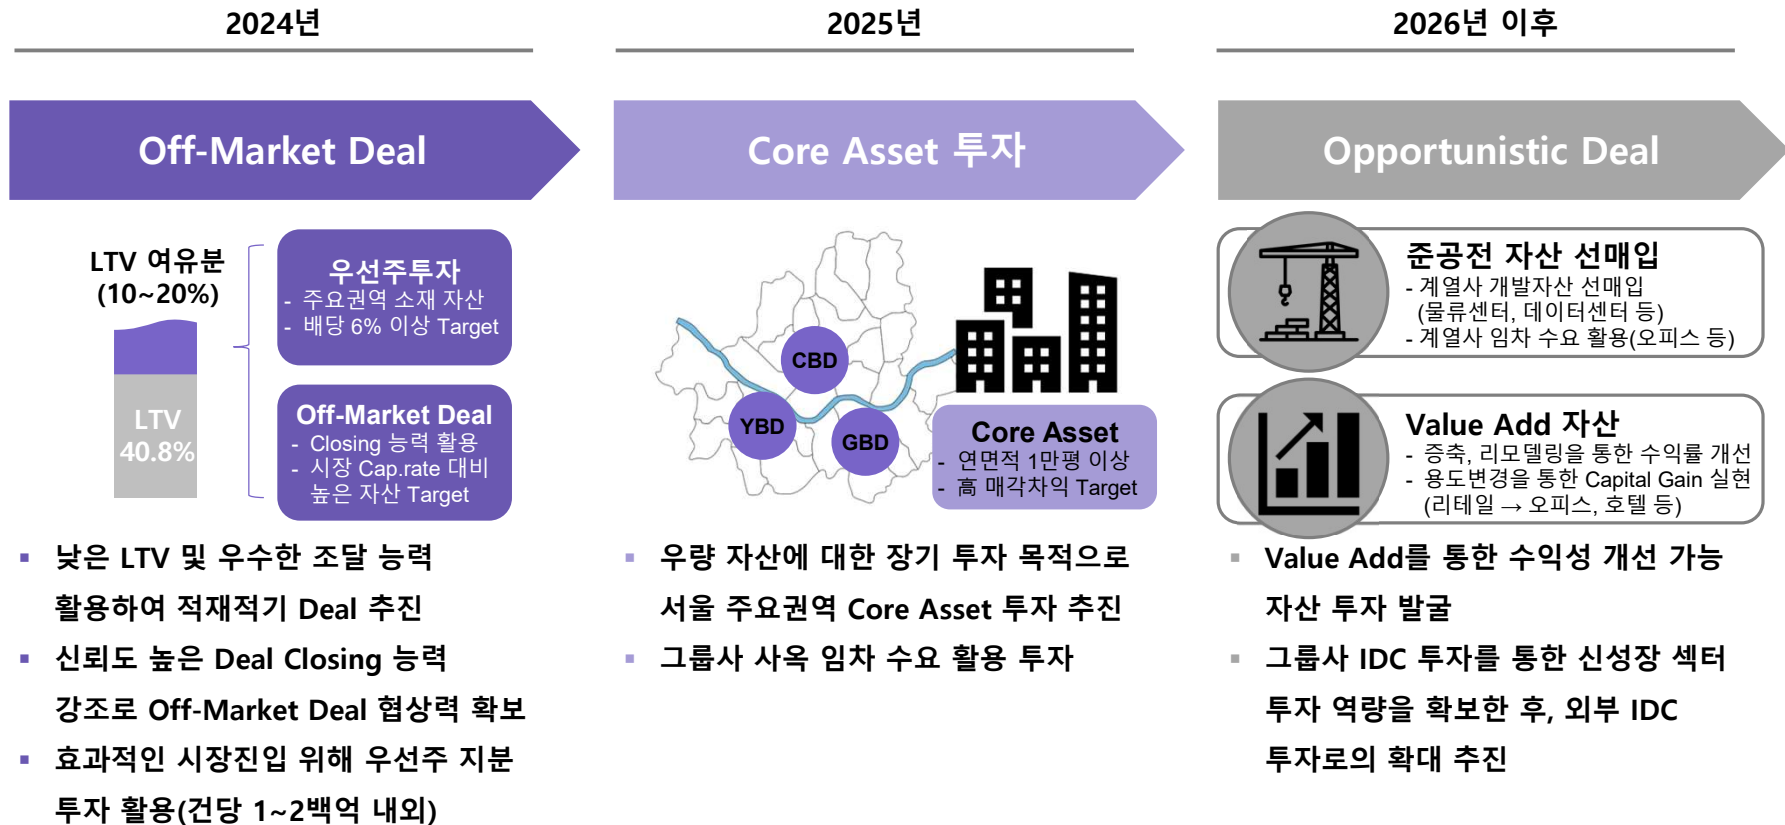 2024년
Off-Market Deal
LTV 여유분
(10~20%)
LTV
40.8%
우선주투자
- 주요권역 소재 자산
- 배당 6% 이상 Target
Off-Market Deal
- Closing 능력 활용
- 시장 Cap.rate 대비
높은 자산 Target
▪ 낮은 LTV 및 우수한 조달 능력
활용하여 적재적기 Deal 추진
▪ 신뢰도 높은 Deal Closing 능력
강조로 Off-Market Deal 협상력 확보
▪ 효과적인 시장진입 위해 우선주 지분
투자 활용(건당 1~2백억 내외)
2025년
Core Asset 투자
CBD
YBD
GBD
Core Asset
- 연면적 1만평 이상
- 高 매각차익 Target
▪ 우량 자산에 대한 장기 투자 목적으로
서울 주요권역 Core Asset 투자 추진
▪ 그룹사 사옥 임차 수요 활용 투자
2026년 이후
Opportunistic Deal
준공전 자산 선매입
- 계열사 개발자산 선매입
(물류센터, 데이터센터 등)
- 계열사 임차 수요 활용(오피스 등)
Value Add 자산
- 증축, 리모델링을 통한 수익률 개선
- 용도변경을 통한 Capital Gain 실현
(리테일 → 오피스, 호텔 등)
▪ Value Add를 통한 수익성 개선 가능
자산 투자 발굴
▪ 그룹사 IDC 투자를 통한 신성장 섹터
투자 역량을 확보한 후, 외부 IDC
투자로의 확대 추진